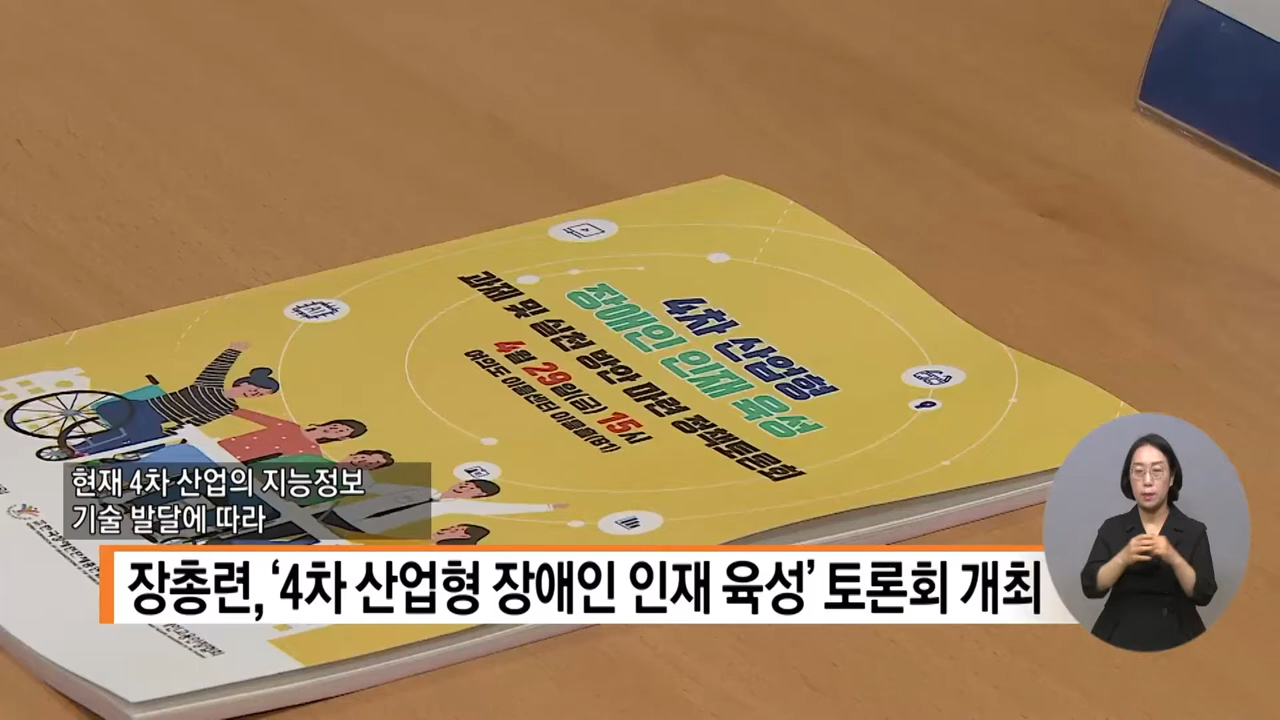 4차 산업형
장애인 인재 육성
과제 및 실천 방안 마련 정책토론회
4월 29일(금) 15시
여의도 이룸센터 이룸홀(B1)
AI
현재 4차 산업의 지능정보
기술 발달에 따라
장총련, ‘4차 산업형 장애인 인재 육성’ 토론회 개최